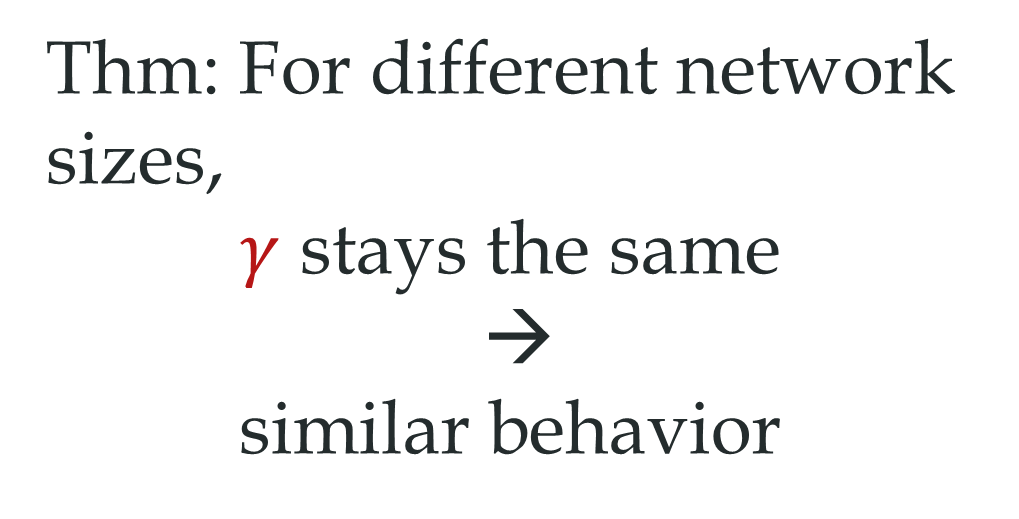 Thm: For different network
sizes,
γ stays the same
→
similar behavior